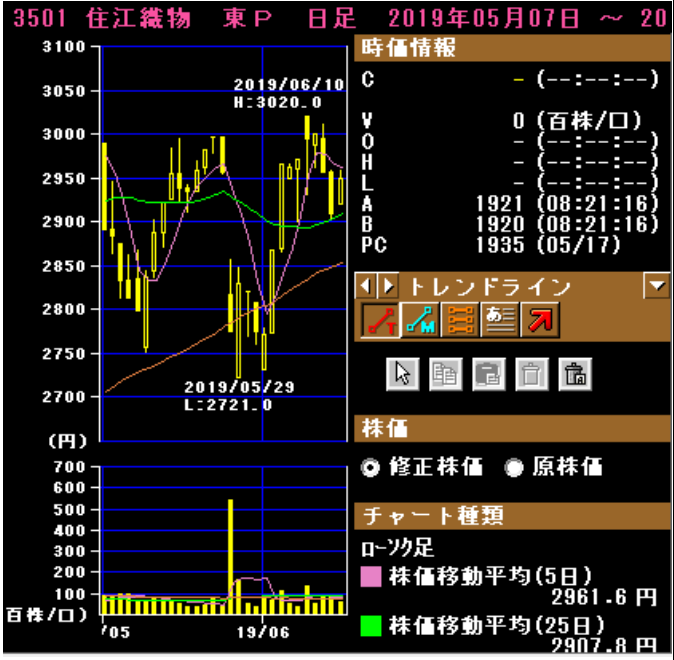 3501 住江織物 東P 日足 2019年05月07日 ～ 20
3100
3050
3000
2950
2900
2850
2800
2750
2700
(円)
2019/06/10
H:3020.0
2019/05/29
L:2721.0
700
600
500
400
300
200
100
百株/口)
'05 19/06
時価情報
C - (--:--:--)
V 0 (百株/口)
O - (--:--:--)
H - (--:--:--)
L - (--:--:--)
A 1921 (08:21:16)
B 1920 (08:21:16)
PC 1935 (05/17)
トレンドライン
T M あ
株価
修正株価 原株価
チャート種類
ローソク足
株価移動平均(5日)
2961.6 円
株価移動平均(25日)
2907.8 円